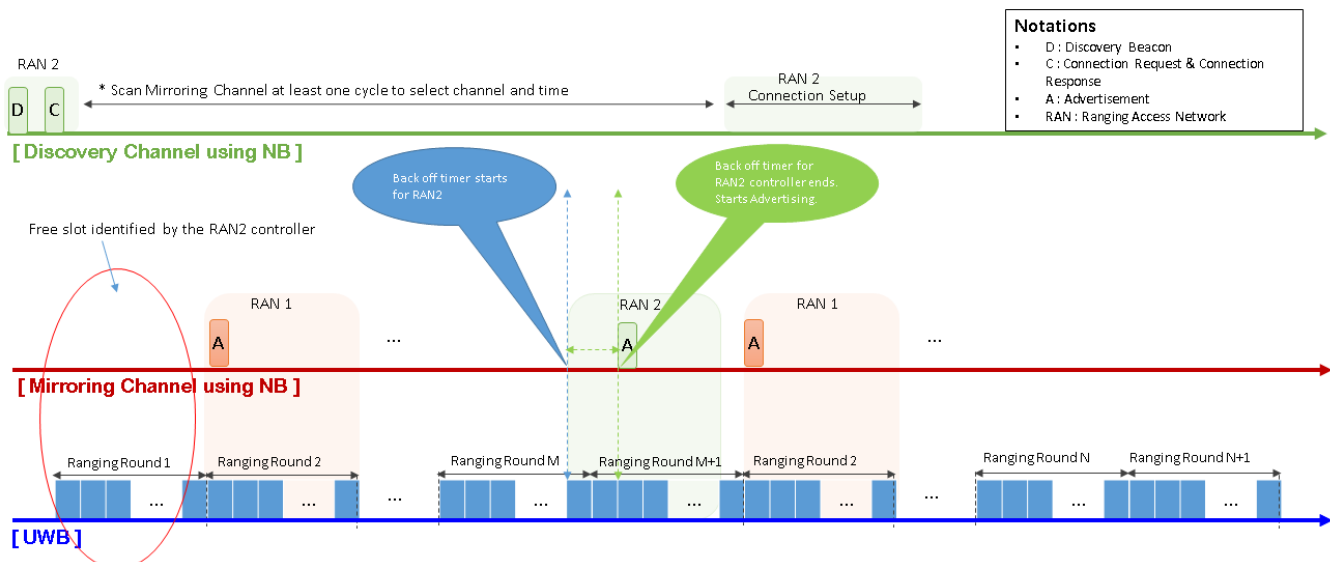 Notations
▪ D : Discovery Beacon
▪ C : Connection Request & Connection
Response
▪ A : Advertisement
▪ RAN : Ranging Access Network
RAN 2
D
C
* Scan Mirroring Channel at least one cycle to select channel and time
RAN 2
Connection Setup
[ Discovery Channel using NB ]
Back off timer starts
for RAN2
Back off timer for
RAN2 controller ends.
Starts Advertising.
Free slot identified by the RAN2 controller
RAN 1
A
...
RAN 2
A
RAN 1
A
...
[ Mirroring Channel using NB ]
Ranging Round 1
Ranging Round 2
Ranging Round M
Ranging Round M+1
Ranging Round 2
Ranging Round N
Ranging Round N+1
...
...
...
...
...
...
...
...
...
[ UWB ]